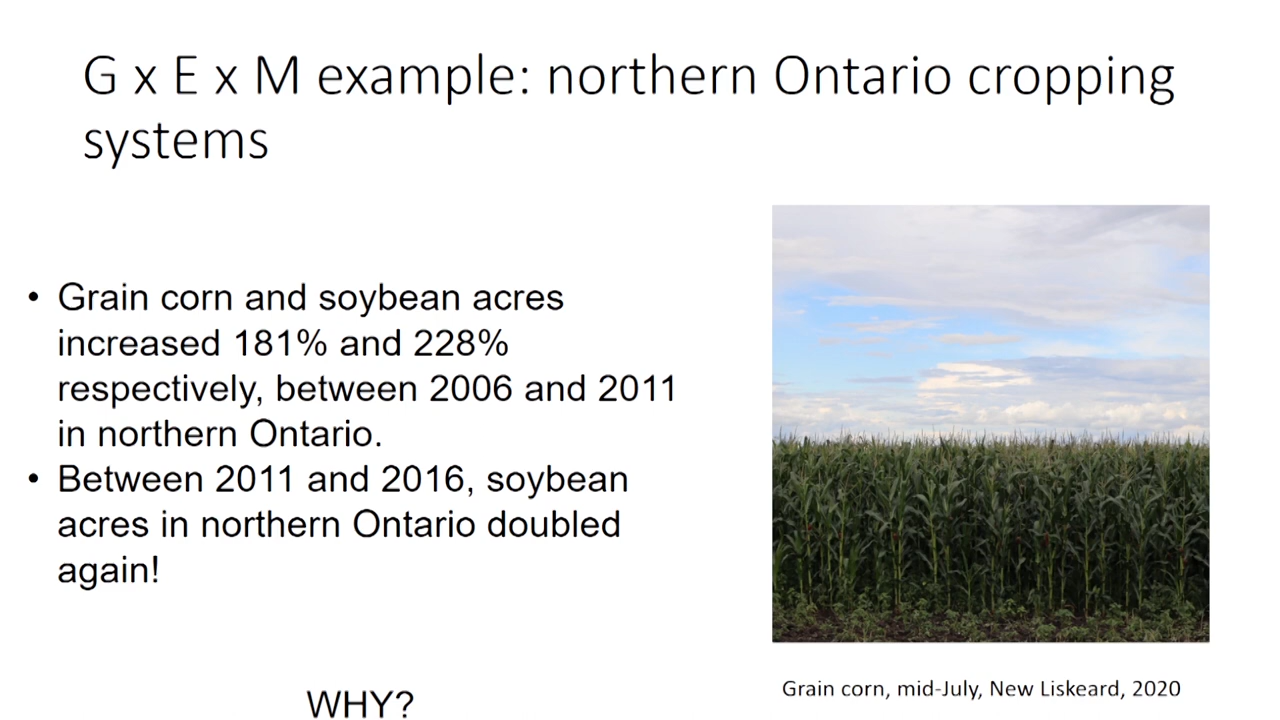 G x E x M example: northern Ontario cropping
systems
• Grain corn and soybean acres
increased 181% and 228%
respectively, between 2006 and 2011
in northern Ontario.
• Between 2011 and 2016, soybean
acres in northern Ontario doubled
again!
WHY?
Grain corn, mid-July, New Liskeard, 2020